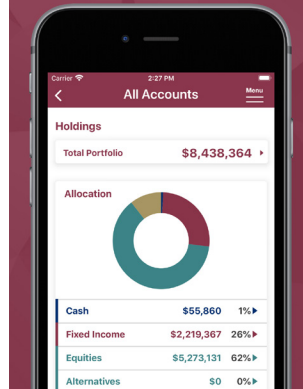 Carrier 2:27 PM
All Accounts Menu
Holdings
Total Portfolio $8,438,364
Allocation
Cash $55,860 1%
Fixed Income $2,219,367 26%
Equities $5,273,131 62%
Alternatives $0 0%